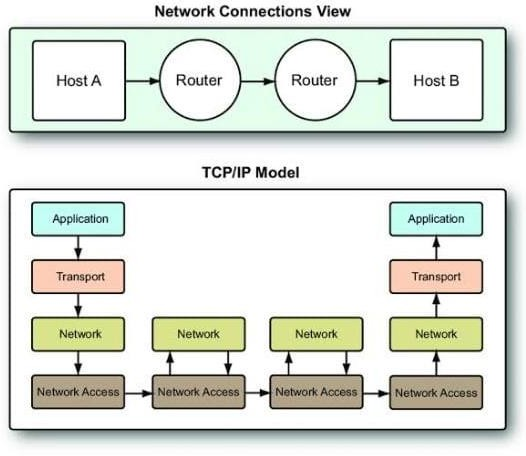 Network Connections View
Host A
Router
Router
Host B
TCP/IP Model
Application
Application
Transport
Transport
Network
Network
Network
Network
Network Access
Network Access
Network Access
Network Access